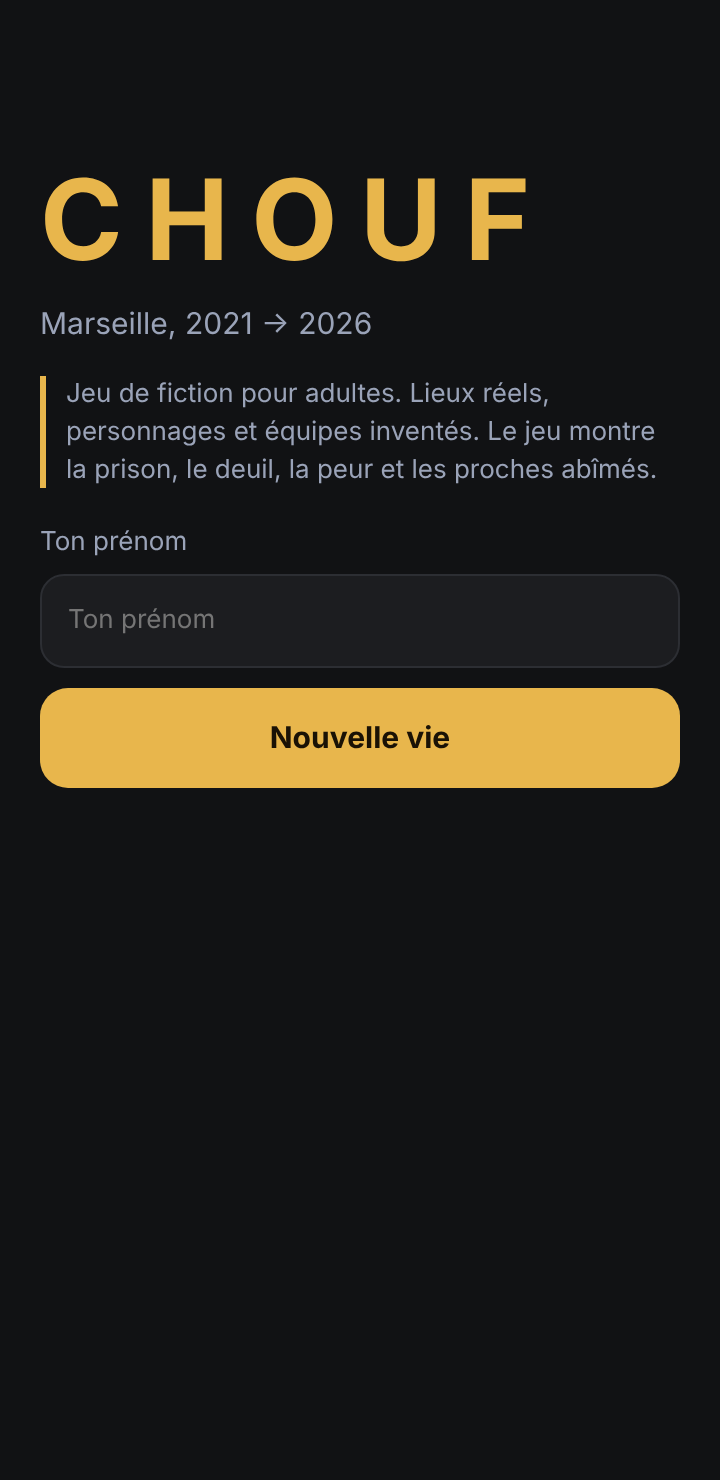 CHOUF
Marseille, 2021 → 2026
Jeu de fiction pour adultes. Lieux réels,
personnages et équipes inventés. Le jeu montre
la prison, le deuil, la peur et les proches abîmés.
Ton prénom
Ton prénom
Nouvelle vie